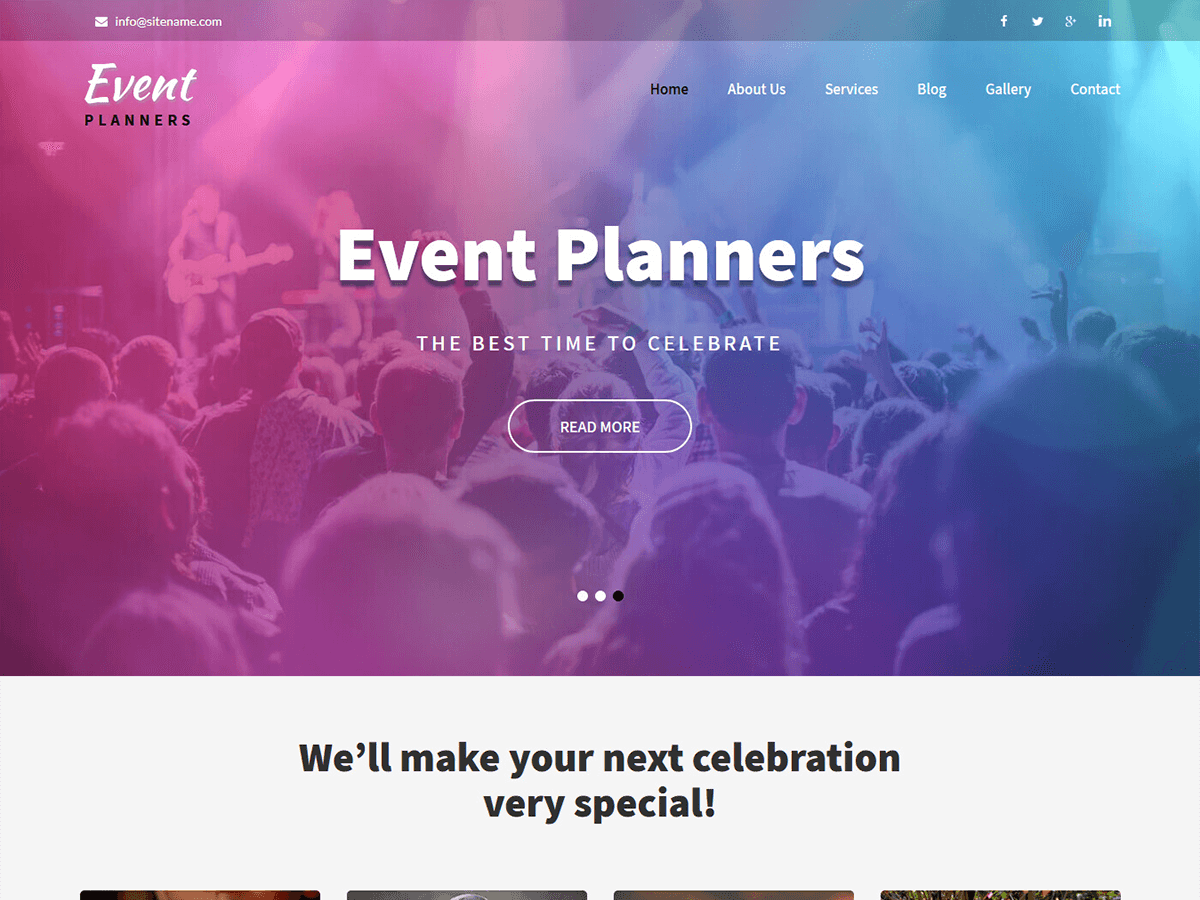 info@sitename.com
Event
PLANNERS
Home About Us Services Blog Gallery Contact
Event Planners
THE BEST TIME TO CELEBRATE
READ MORE
We’ll make your next celebration
very special!